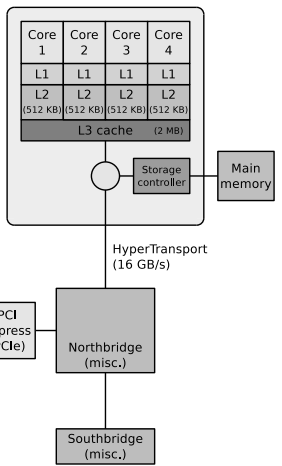 Core Core Core Core
1 2 3 4
L1 L1 L1 L1
L2 L2 L2 L2
(512 KB) (512 KB) (512 KB) (512 KB)
L3 cache (2 MB)
Storage
controller
Main
memory
HyperTransport
(16 GB/s)
PCI
press
CIe)
Northbridge
(misc.)
Southbridge
(misc.)